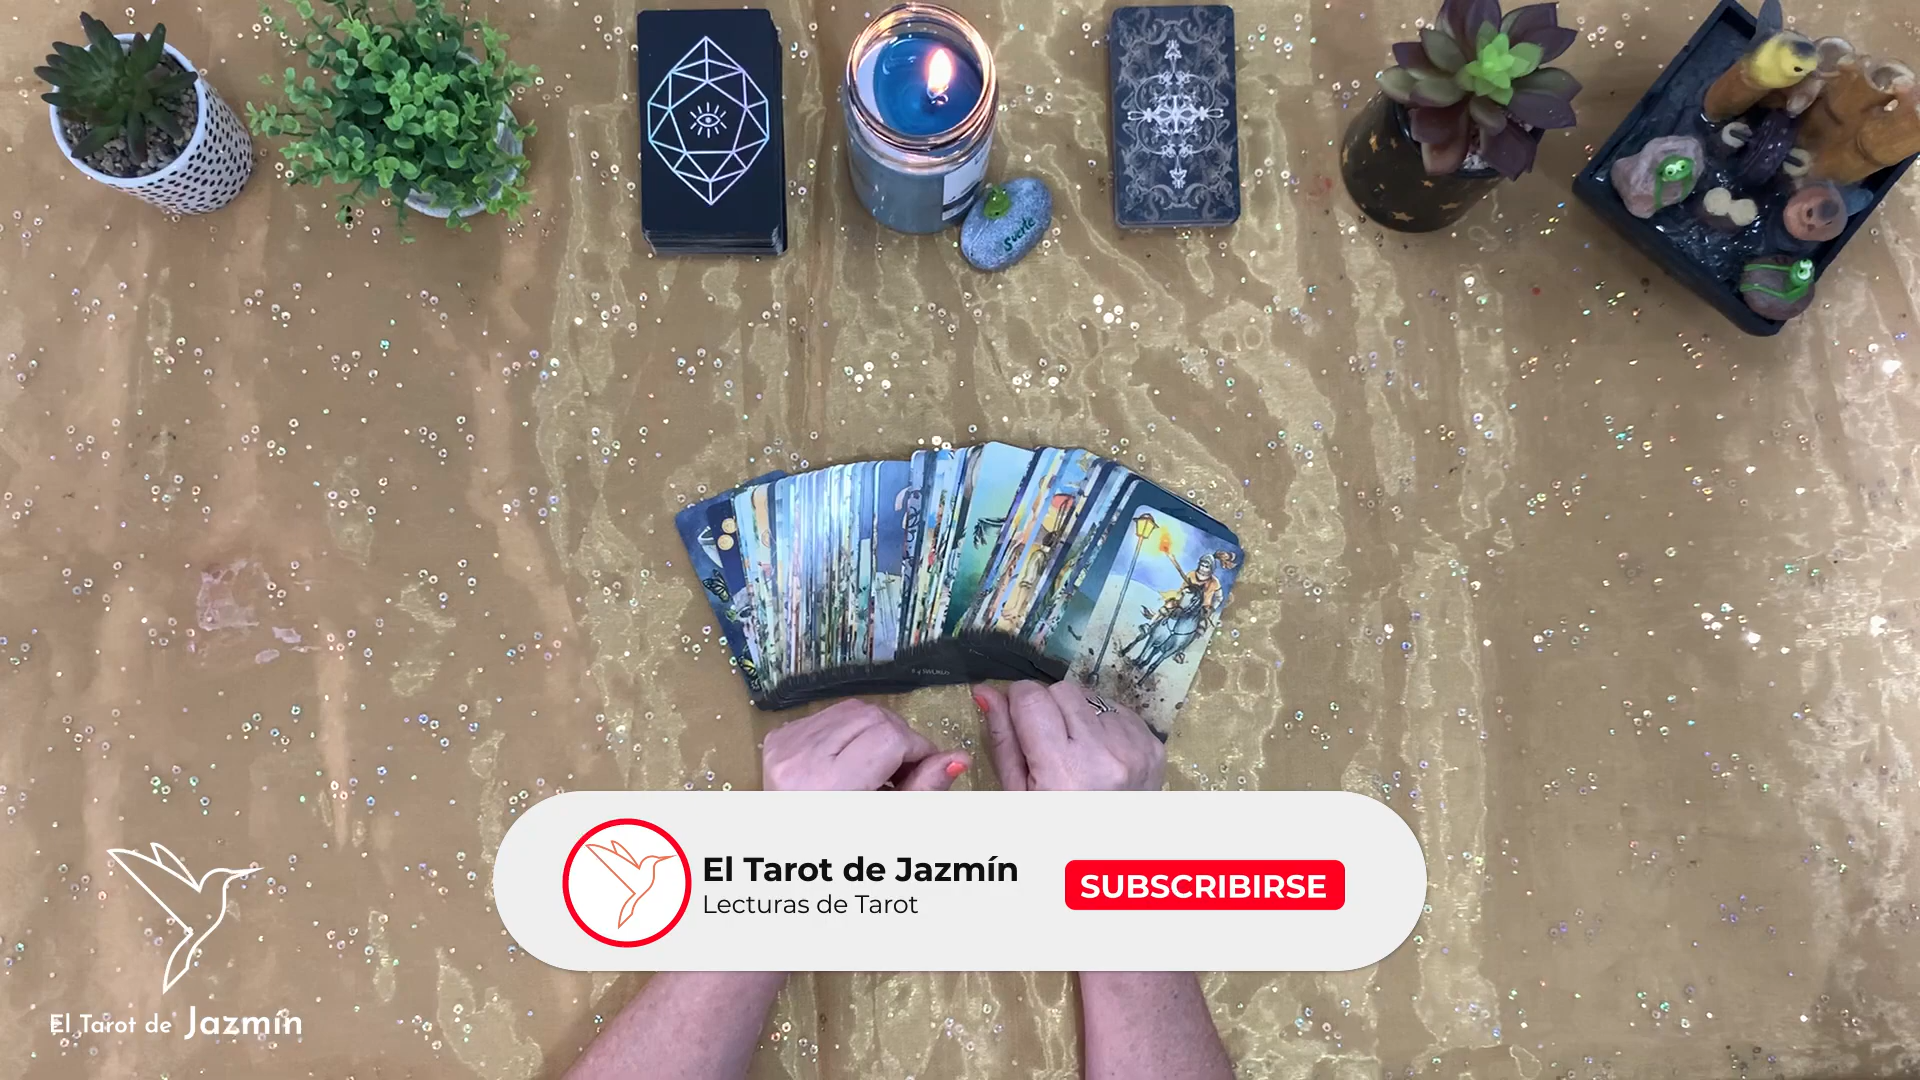 Suerte
El Tarot de Jazmín
Lecturas de Tarot
SUBSCRIBIRSE
El Tarot de Jazmín